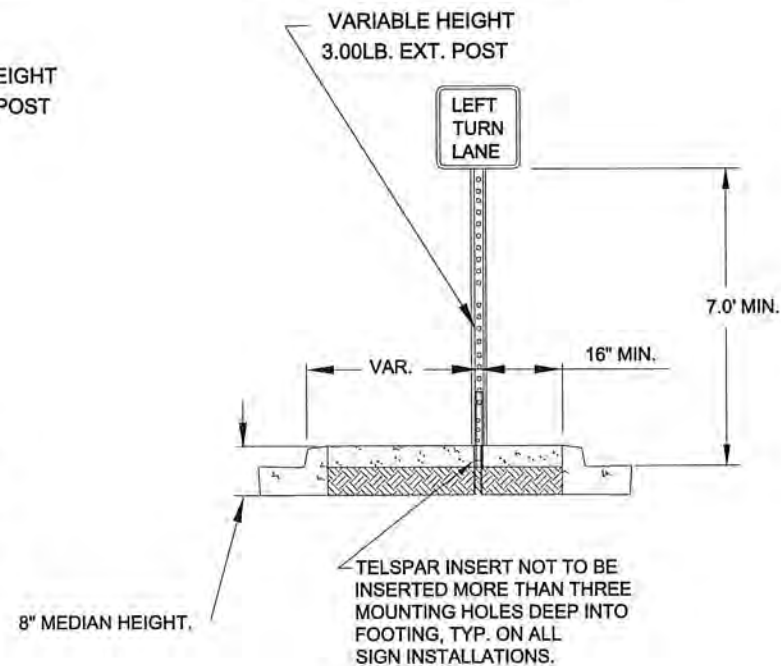 VARIABLE HEIGHT
3.00LB. EXT. POST
EIGHT
POST
LEFT
TURN
LANE
7.0' MIN.
16" MIN.
VAR.
TELSPAR INSERT NOT TO BE
INSERTED MORE THAN THREE
MOUNTING HOLES DEEP INTO
FOOTING, TYP. ON ALL
SIGN INSTALLATIONS.
8" MEDIAN HEIGHT.